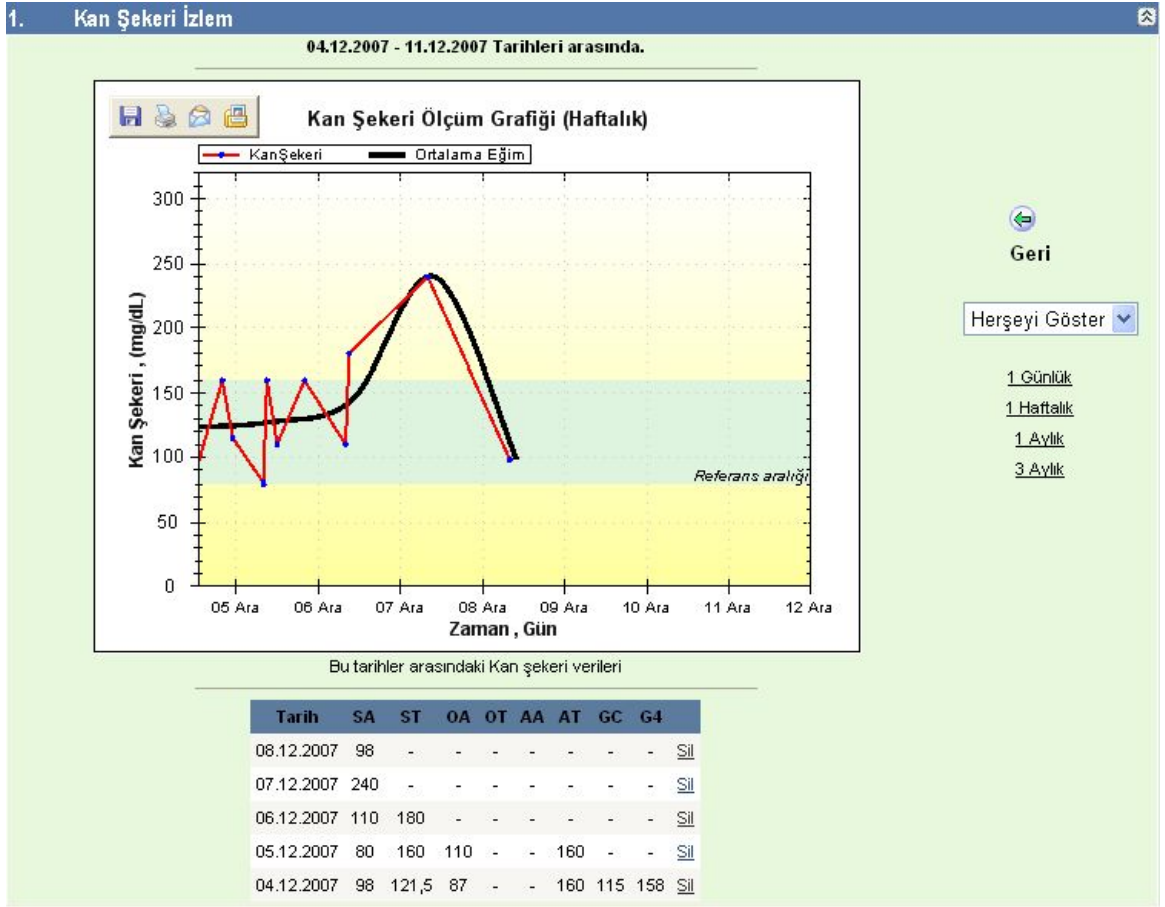 1. Kan Şekeri İzlem
04.12.2007 - 11.12.2007 Tarihleri arasında.
Kan Şekeri Ölçüm Grafiği (Haftalık)
KanŞekeri Ortalama Eğim
Kan Şekeri , (mg/dL)
300
250
200
150
100
50
0
Referans aralığı
05 Ara 06 Ara 07 Ara 08 Ara 09 Ara 10 Ara 11 Ara 12 Ara
Zaman , Gün
Geri
Herşeyi Göster
1 Günlük
1 Haftalık
1 Aylık
3 Aylık
Bu tarihler arasındaki Kan şekeri verileri
Tarih SA ST OA OT AA AT GC G4
08.12.2007 98 - - - - - - - Sil
07.12.2007 240 - - - - - - - Sil
06.12.2007 110 180 - - - - - - Sil
05.12.2007 80 160 110 - - 160 - - Sil
04.12.2007 98 121,5 87 - - 160 115 158 Sil